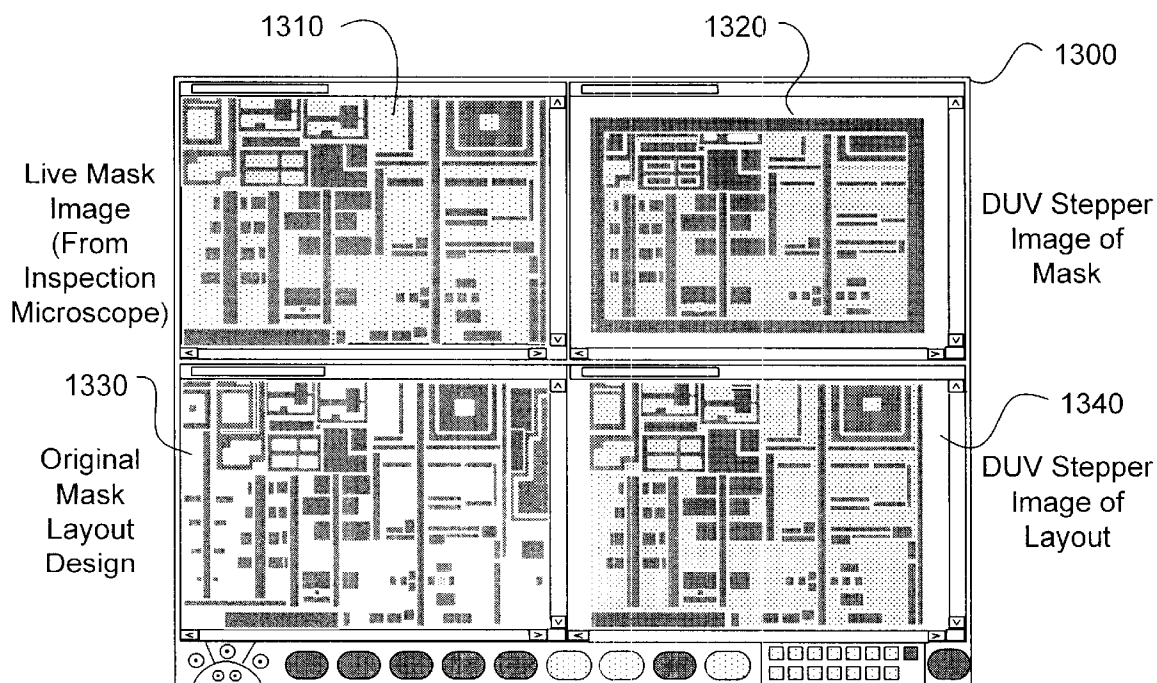 1310
1320
1300
Live Mask
Image
(From
Inspection
Microscope)
DUV Stepper
Image of
Mask
1330
1340
Original
Mask
Layout
Design
DUV Stepper
Image of
Layout